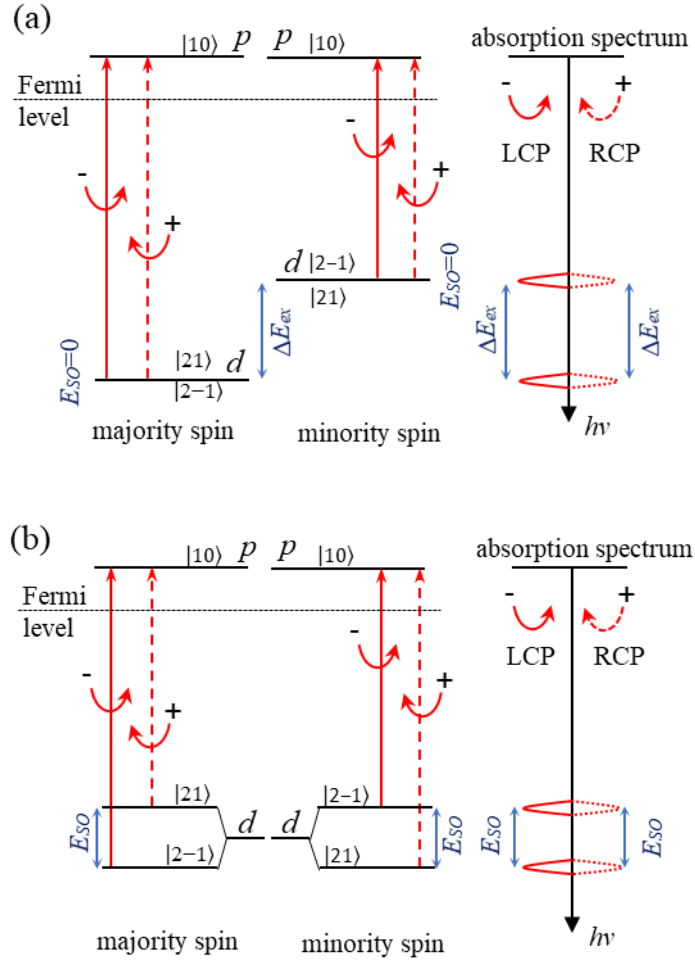 (a)
|10⟩ p p |10⟩
absorption spectrum
Fermi
level
- + - +
LCP RCP
- +
d |2−1⟩
|21⟩
E_SO=0
ΔE_ex
ΔE_ex
ΔE_ex
E_SO=0
|21⟩ d
|2−1⟩
majority spin
minority spin
hν
(b)
|10⟩ p p |10⟩
absorption spectrum
Fermi
level
- +
LCP RCP
- +
- +
|21⟩
|2−1⟩
E_SO
d d
E_SO
E_SO
E_SO
|2−1⟩
|21⟩
majority spin
minority spin
hν